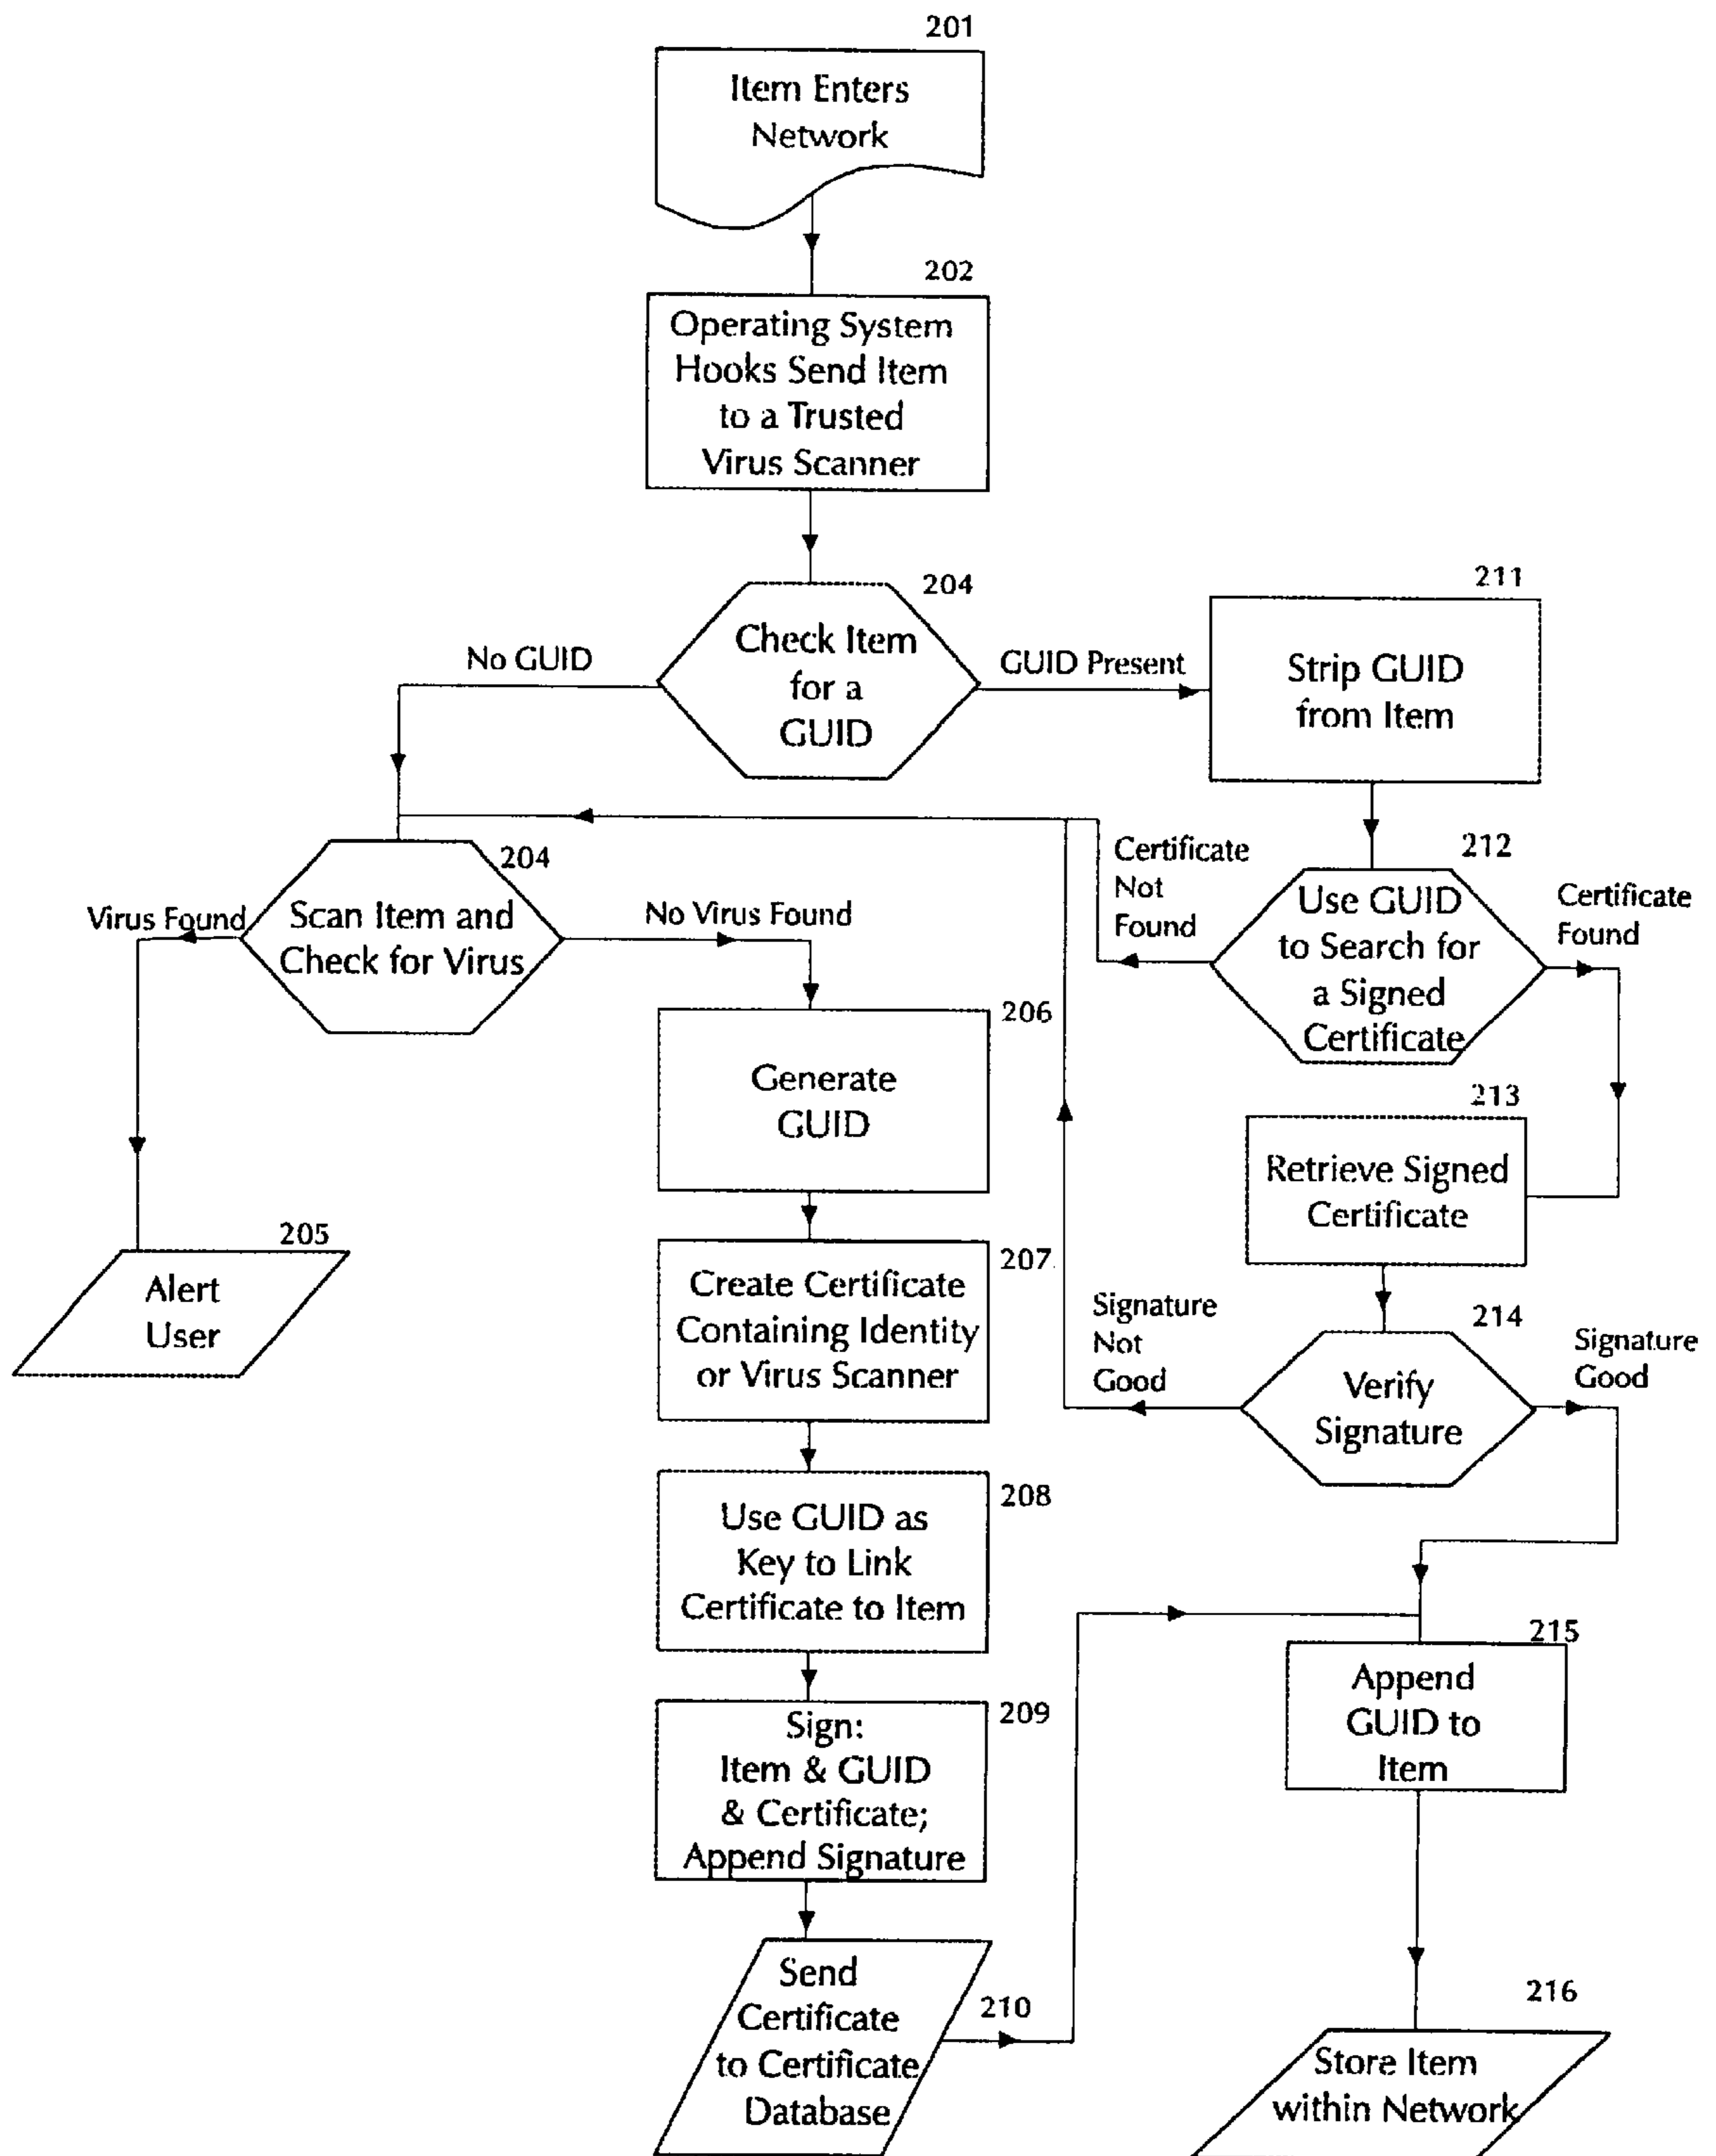 201
Item Enters
Network
202
Operating System
Hooks Send Item
to a Trusted
Virus Scanner
204
Check Item
for a
GUID
No GUID
GUID Present
211
Strip GUID
from Item
204
Scan Item and
Check for Virus
Virus Found
No Virus Found
Certificate
Not
Found
212
Use GUID
to Search for
a Signed
Certificate
Certificate
Found
206
Generate
GUID
213
Retrieve Signed
Certificate
205
Alert
User
207
Create Certificate
Containing Identity
or Virus Scanner
Signature
Not
Good
214
Verify
Signature
Signature
Good
208
Use GUID as
Key to Link
Certificate to Item
209
Sign:
Item & GUID
& Certificate;
Append Signature
215
Append
GUID to
Item
210
Send
Certificate
to Certificate
Database
216
Store Item
within Network